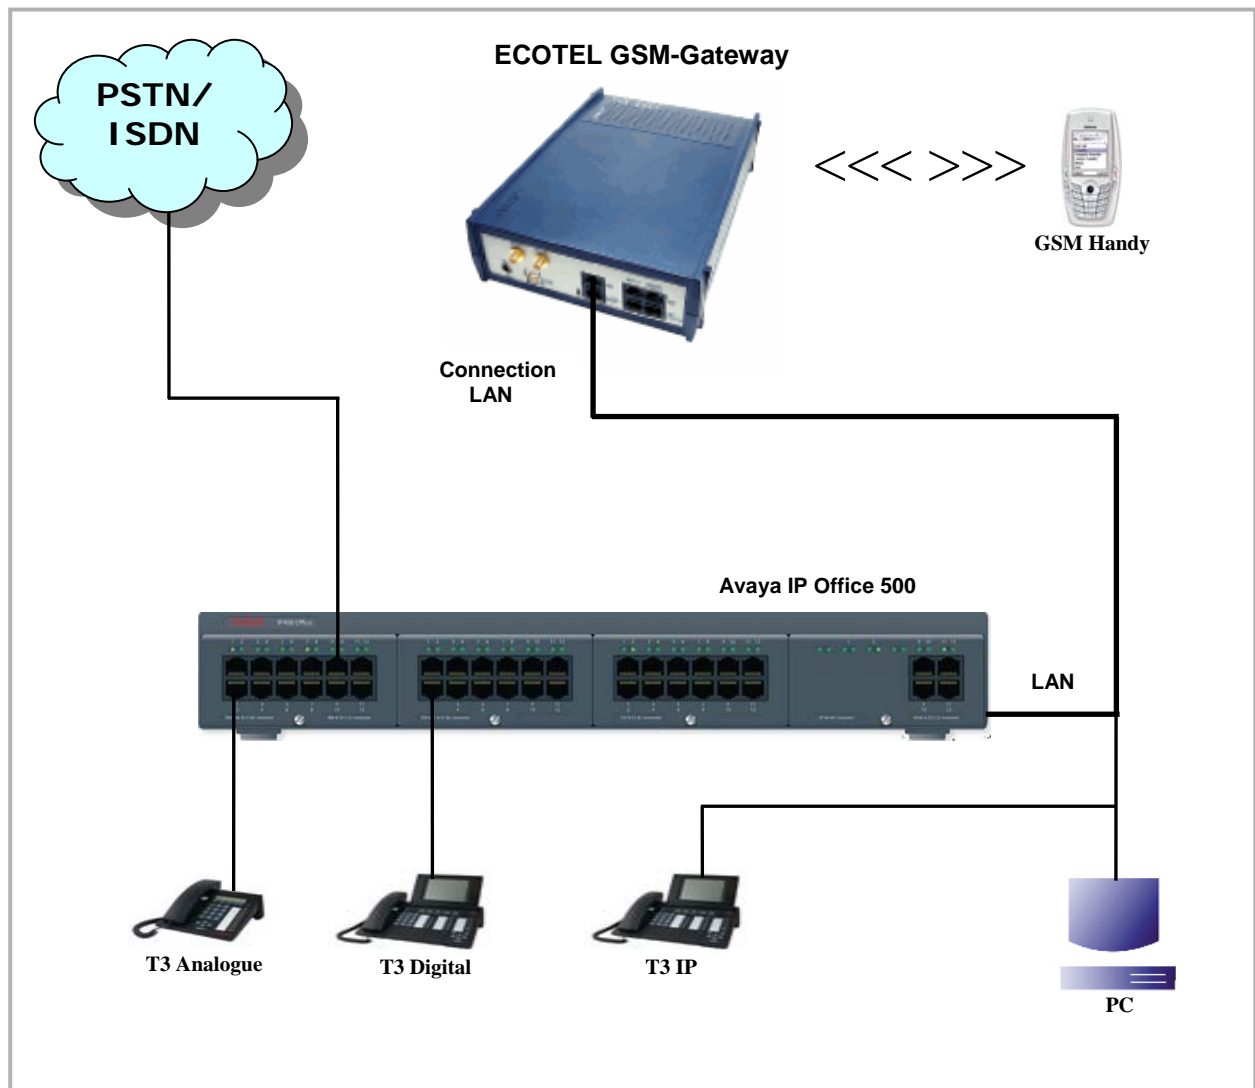 ECOTEL GSM-Gateway
PSTN/
ISDN
<<< >>>
GSM Handy
Connection
LAN
Avaya IP Office 500
LAN
T3 Analogue
T3 Digital
T3 IP
PC